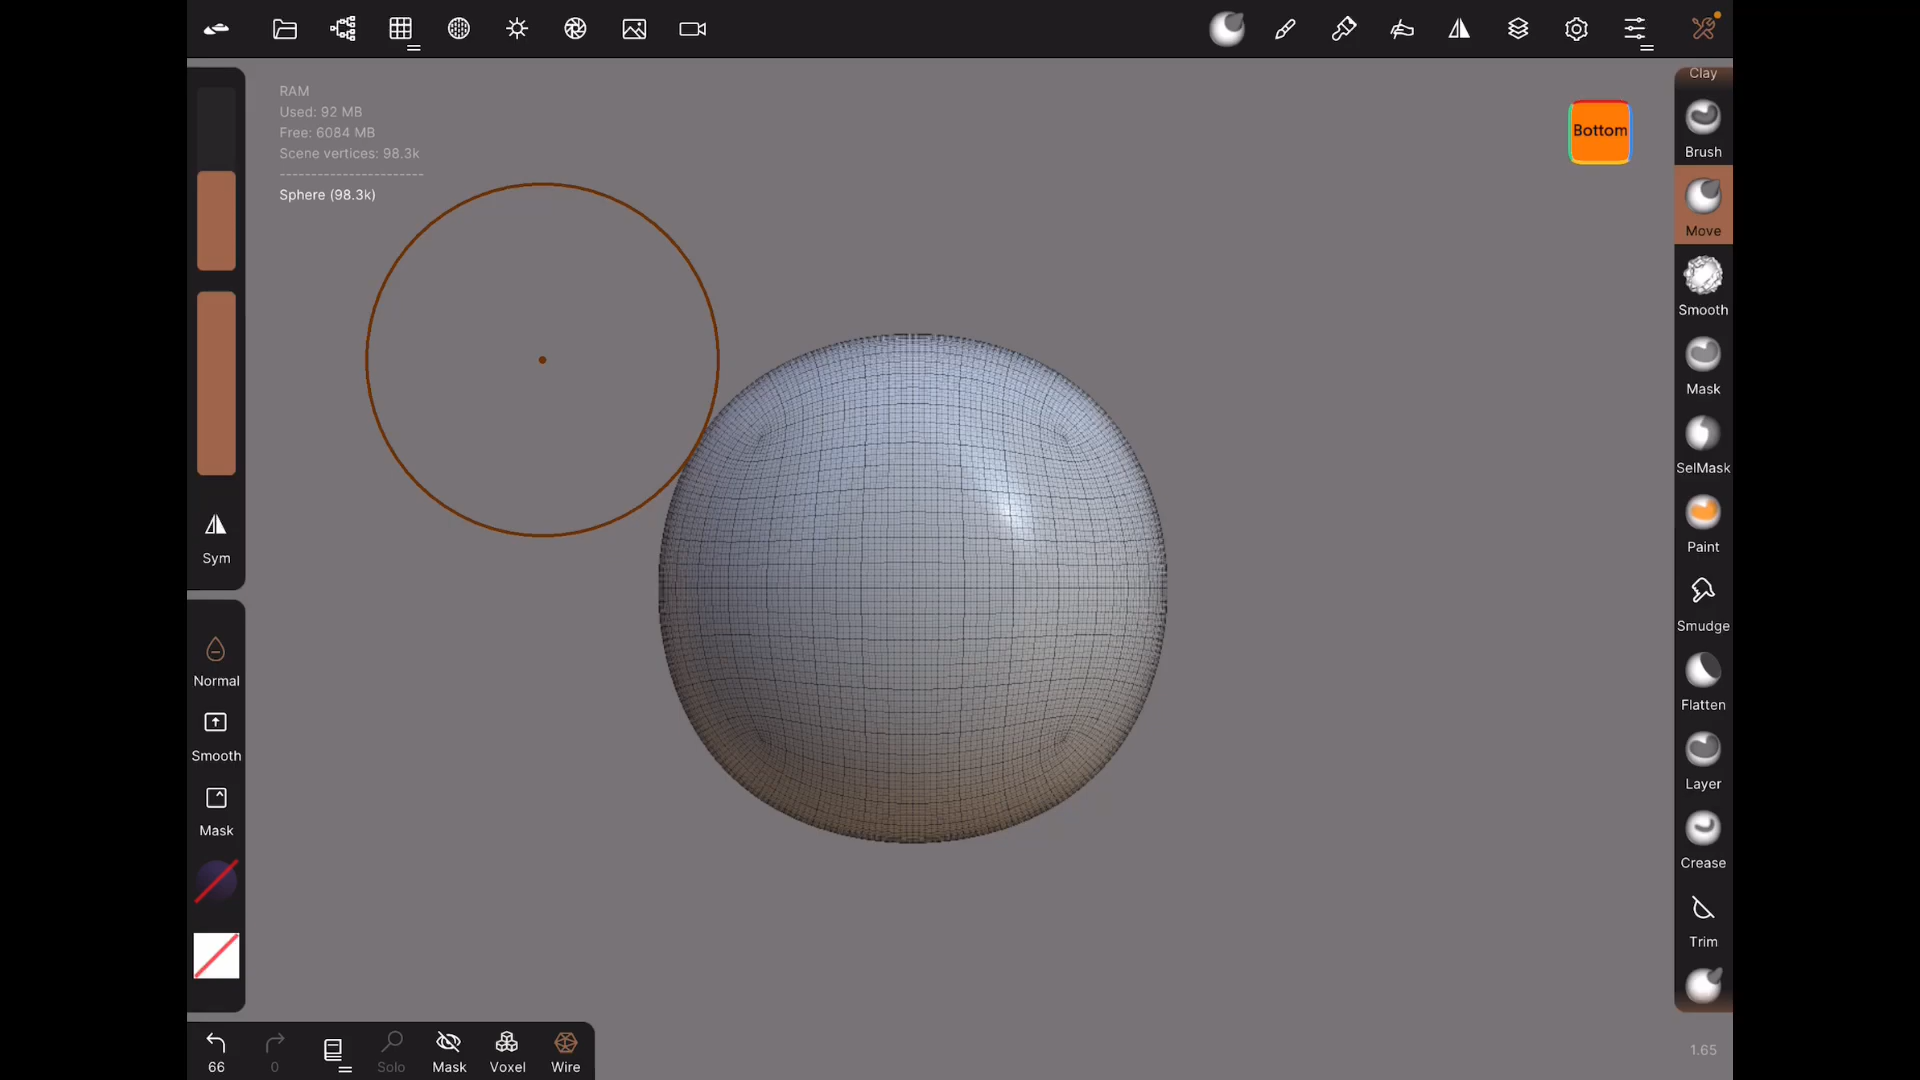 RAM
Used: 92 MB
Free: 6084 MB
Scene vertices: 98.3k
------------------------
Sphere (98.3k)
Bottom
Sym
Normal
Smooth
Mask
66
0
Solo
Mask
Voxel
Wire
Clay
Brush
Move
Smooth
Mask
SelMask
Paint
Smudge
Flatten
Layer
Crease
Trim
1.65